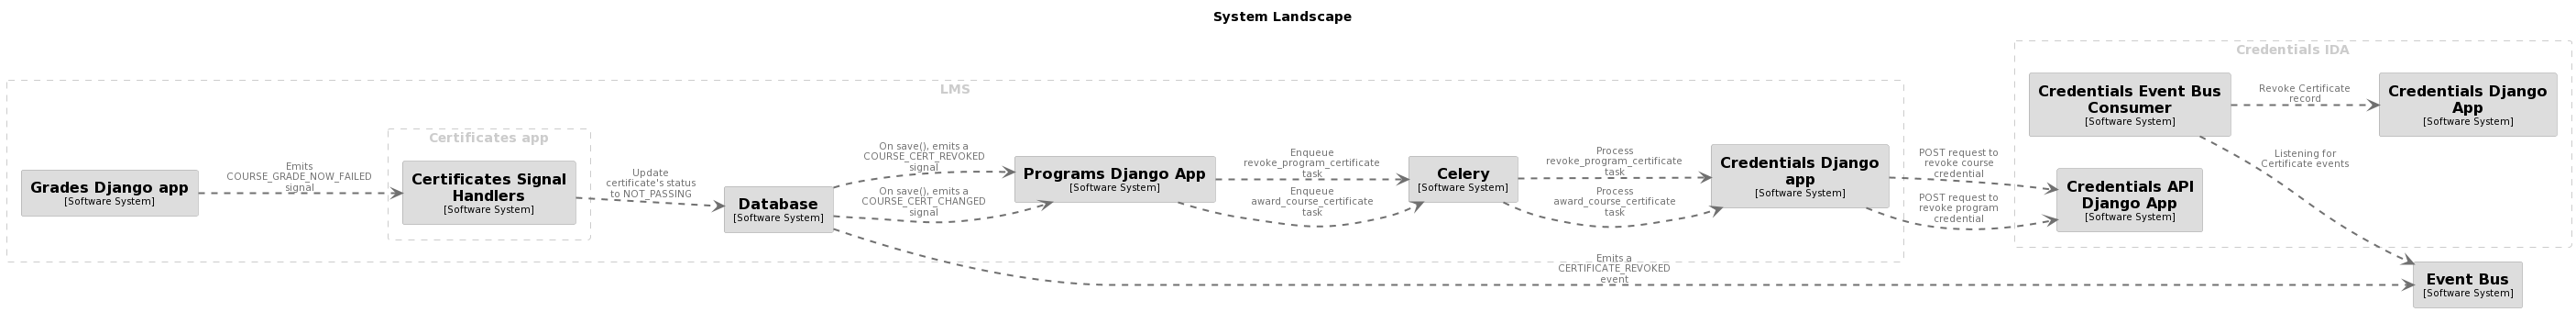 System Landscape
LMS
Credentials IDA
Certificates app
Grades Django app
[Software System]
Emits
COURSE_GRADE_NOW_FAILED
signal
Certificates Signal
Handlers
[Software System]
Update
certificate's status
to NOT_PASSING
Database
[Software System]
On save(), emits a
COURSE_CERT_REVOKED
signal
On save(), emits a
COURSE_CERT_CHANGED
signal
Programs Django App
[Software System]
Enqueue
revoke_program_certificate
task
Enqueue
award_course_certificate
task
Celery
[Software System]
Process
revoke_program_certificate
task
Process
award_course_certificate
task
Credentials Django
app
[Software System]
POST request to
revoke course
credential
POST request to
revoke program
credential
Credentials Event Bus
Consumer
[Software System]
Revoke Certificate
record
Credentials Django
App
[Software System]
Credentials API
Django App
[Software System]
Listening for
Certificate events
Emits a
CERTIFICATE_REVOKED
event
Event Bus
[Software System]